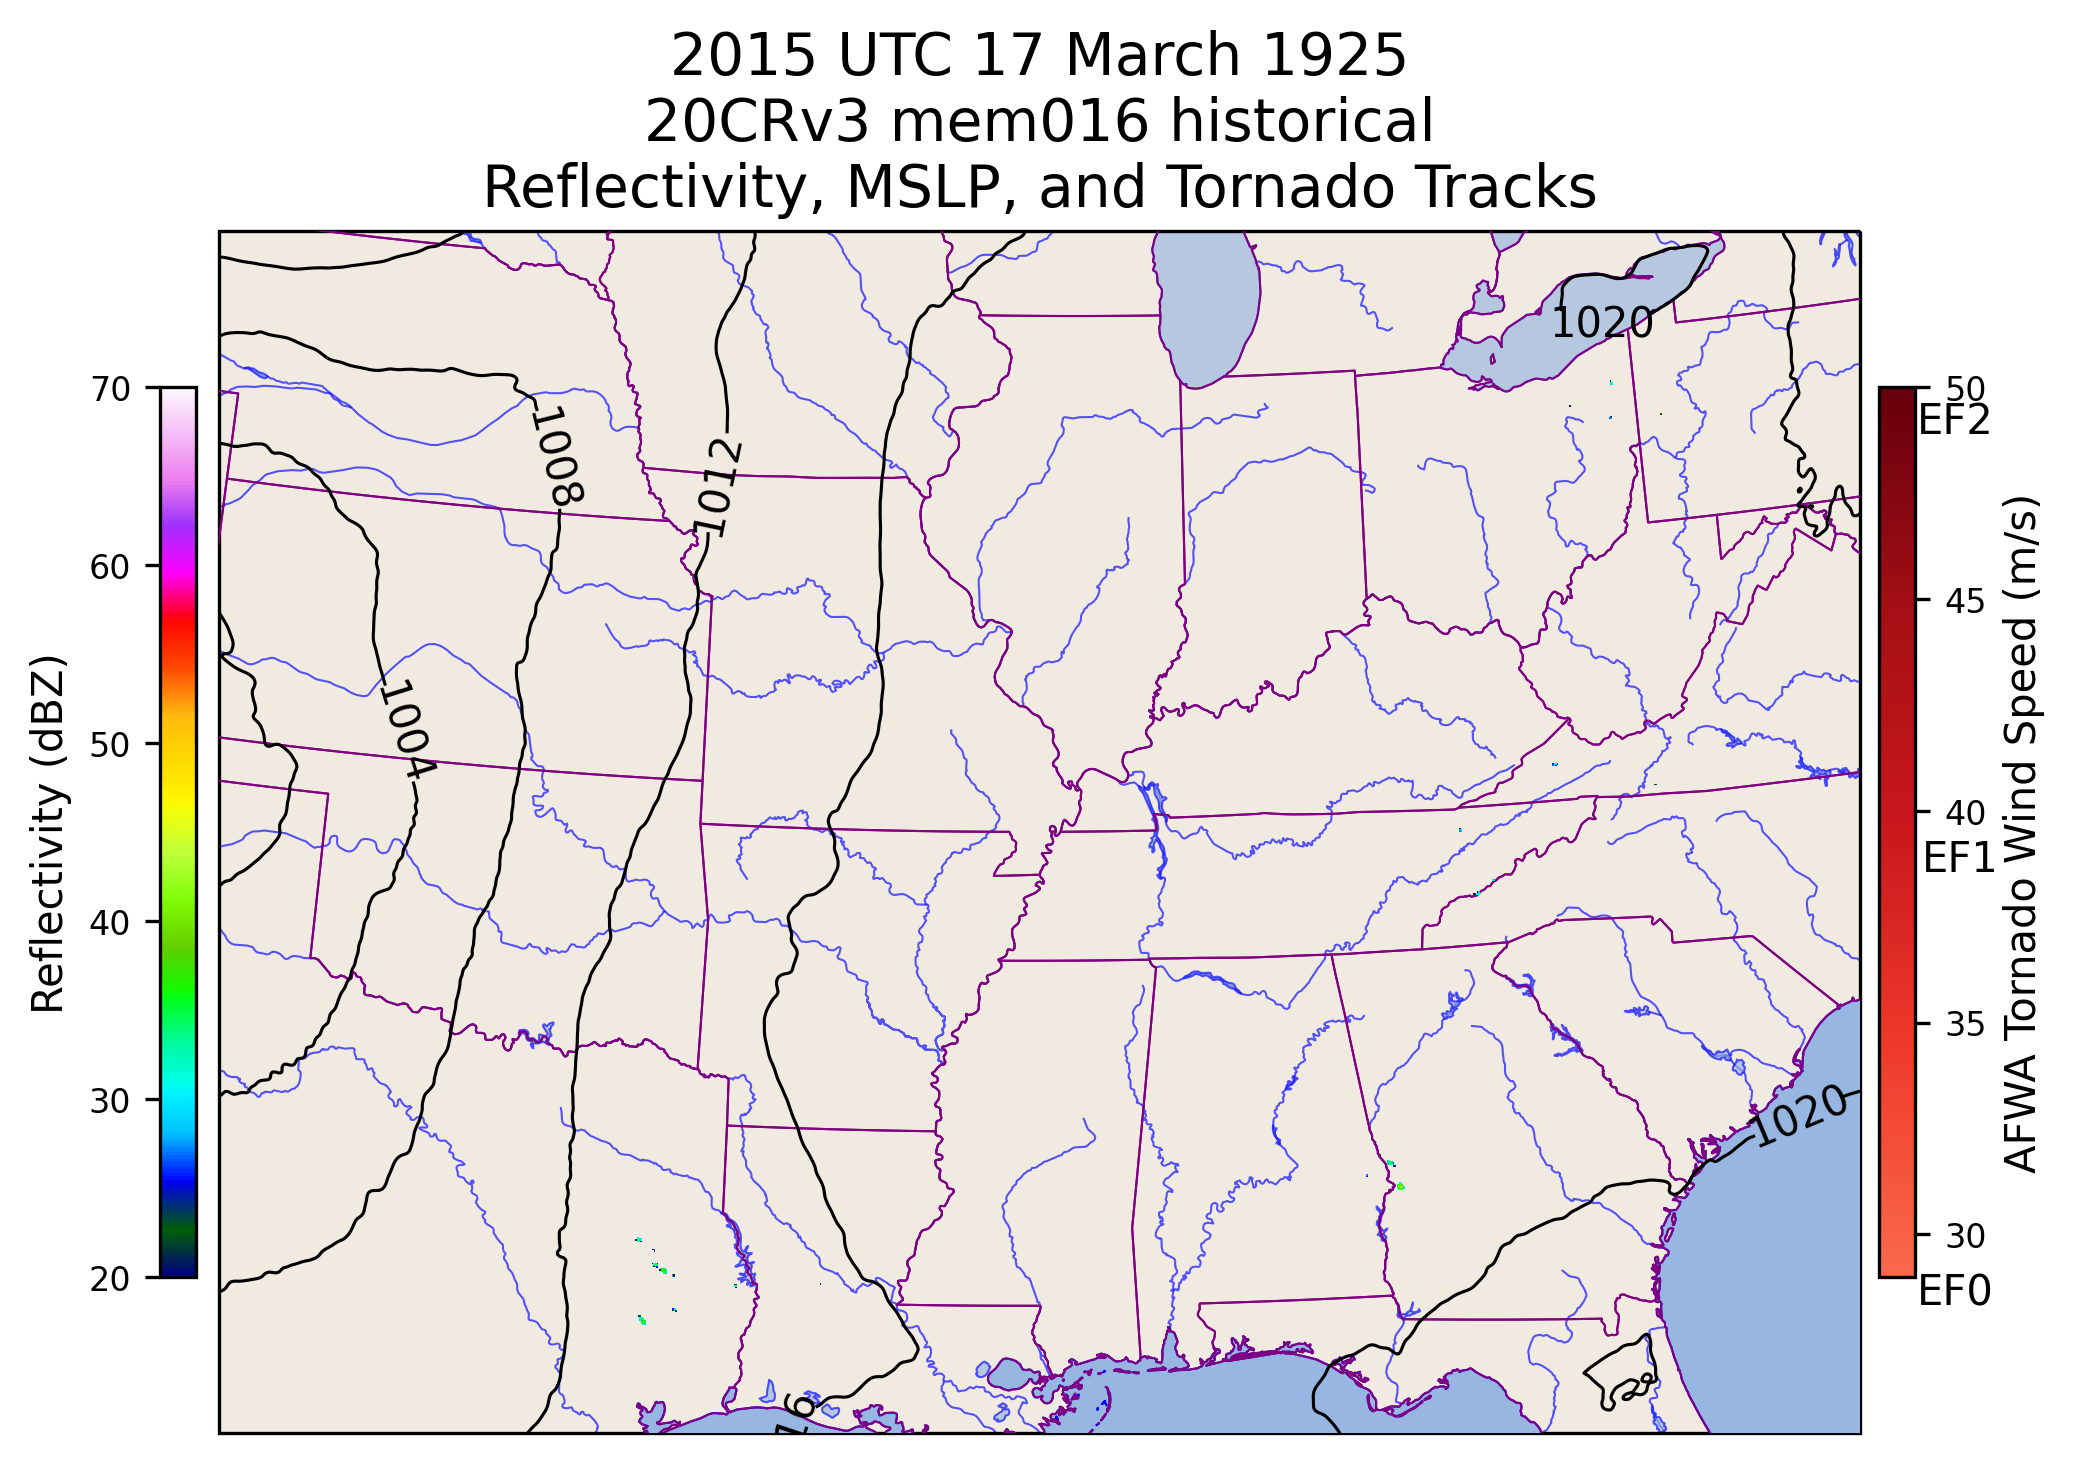 2015 UTC 17 March 1925
20CRv3 mem016 historical
Reflectivity, MSLP, and Tornado Tracks
Reflectivity (dBZ)
70
60
50
40
30
20
1020
1008
1012
1004
1020
16
50
EF2
45
40
EF1
35
30
EF0
AFWA Tornado Wind Speed (m/s)